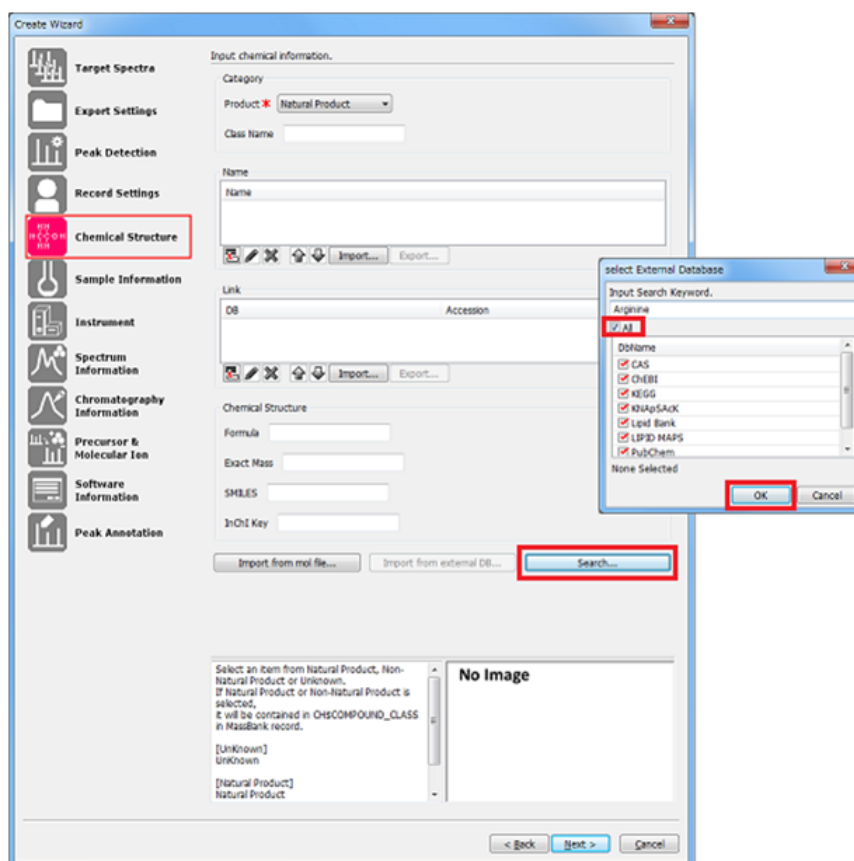 Create Wizard
Target Spectra
Export Settings
Peak Detection
Record Settings
Chemical Structure
Sample Information
Instrument
Spectrum
Information
Chromatography
Information
Precursor &
Molecular Ion
Software
Information
Peak Annotation
Input chemical information.
Category
Product * Natural Product
Class Name
Name
Name
Import... Export...
Link
DB Accession
Import... Export...
Chemical Structure
Formula
Exact Mass
SMILES
InChI Key
Import from mol file... Import from external DB... Search...
Select an item from Natural Product, Non-
Natural Product or Unknown.
If Natural Product or Non-Natural Product is
selected,
it will be contained in CH$COMPOUND_CLASS
in MassBank record.
[UnKnown]
UnKnown
[Natural Product]
Natural Product
No Image
< Back Next > Cancel
select External Database
Input Search Keyword.
Arginine
All
DbName
CAS
ChEBI
KEGG
KNApSAcK
Lipid Bank
LIPID MAPS
PubChem
None Selected
OK Cancel